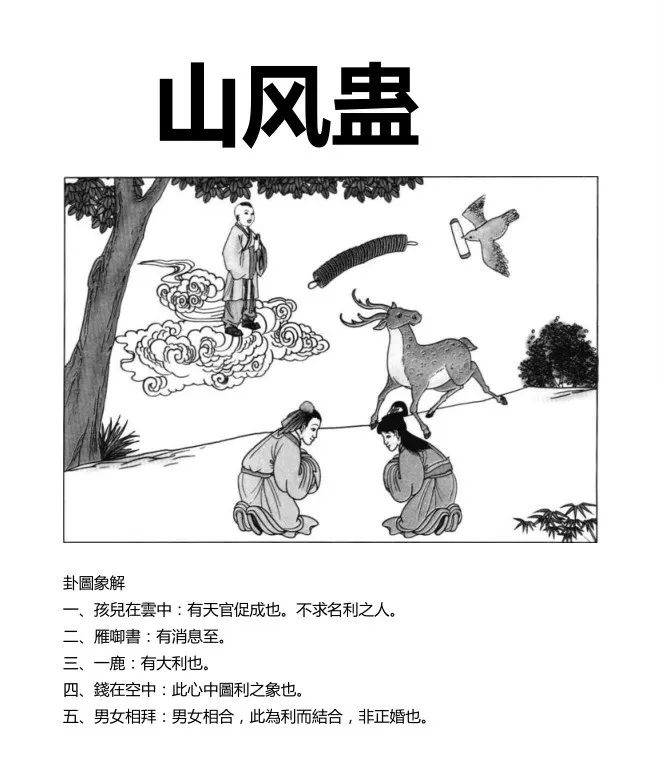 山风蛊
卦圖象解
一、孩兒在雲中：有天官促成也。不求名利之人。
二、雁啣書：有消息至。
三、一鹿：有大利也。
四、錢在空中：此心中圖利之象也。
五、男女相拜：男女相合，此為利而結合，非正婚也。